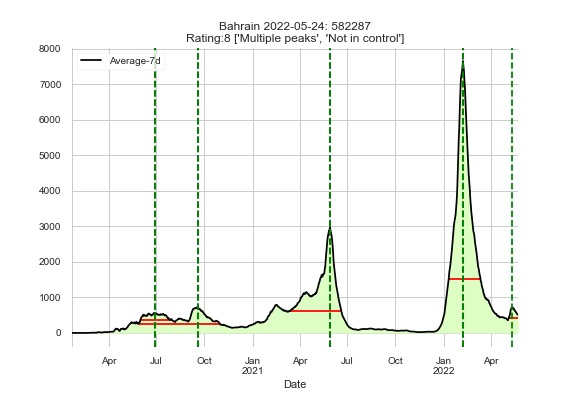 Bahrain 2022-05-24: 582287
Rating:8 ['Multiple peaks', 'Not in control']
Average-7d
8000
7000
6000
5000
4000
3000
2000
1000
0
Apr Jul Oct Jan Apr Jul Oct Jan Apr
2021 2022
Date